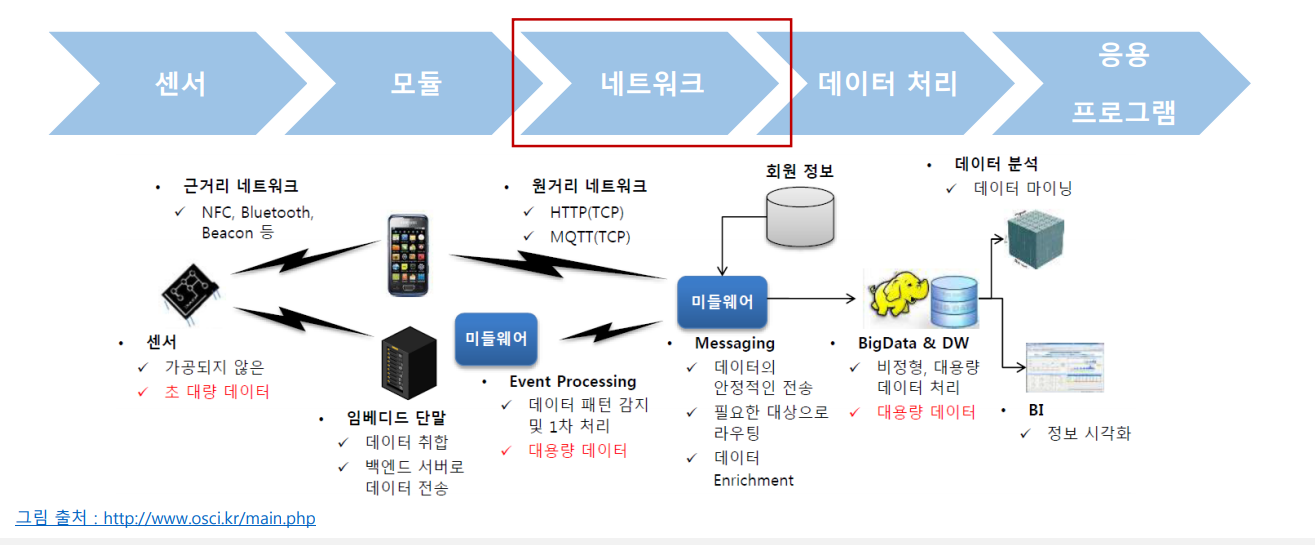 센서
모듈
네트워크
데이터 처리
응용
프로그램
• 근거리 네트워크
✓ NFC, Bluetooth,
Beacon 등
• 원거리 네트워크
✓ HTTP(TCP)
✓ MQTT(TCP)
회원 정보
• 데이터 분석
✓ 데이터 마이닝
• 센서
✓ 가공되지 않은
✓ 초 대량 데이터
• 임베디드 단말
✓ 데이터 취합
✓ 백엔드 서버로
데이터 전송
미들웨어
• Event Processing
✓ 데이터 패턴 감지
및 1차 처리
✓ 대용량 데이터
미들웨어
• Messaging
✓ 데이터의
안정적인 전송
✓ 필요한 대상으로
라우팅
✓ 데이터
Enrichment
• BigData & DW
✓ 비정형, 대용량
데이터 처리
✓ 대용량 데이터
• BI
✓ 정보 시각화
그림 출처 : http://www.osci.kr/main.php